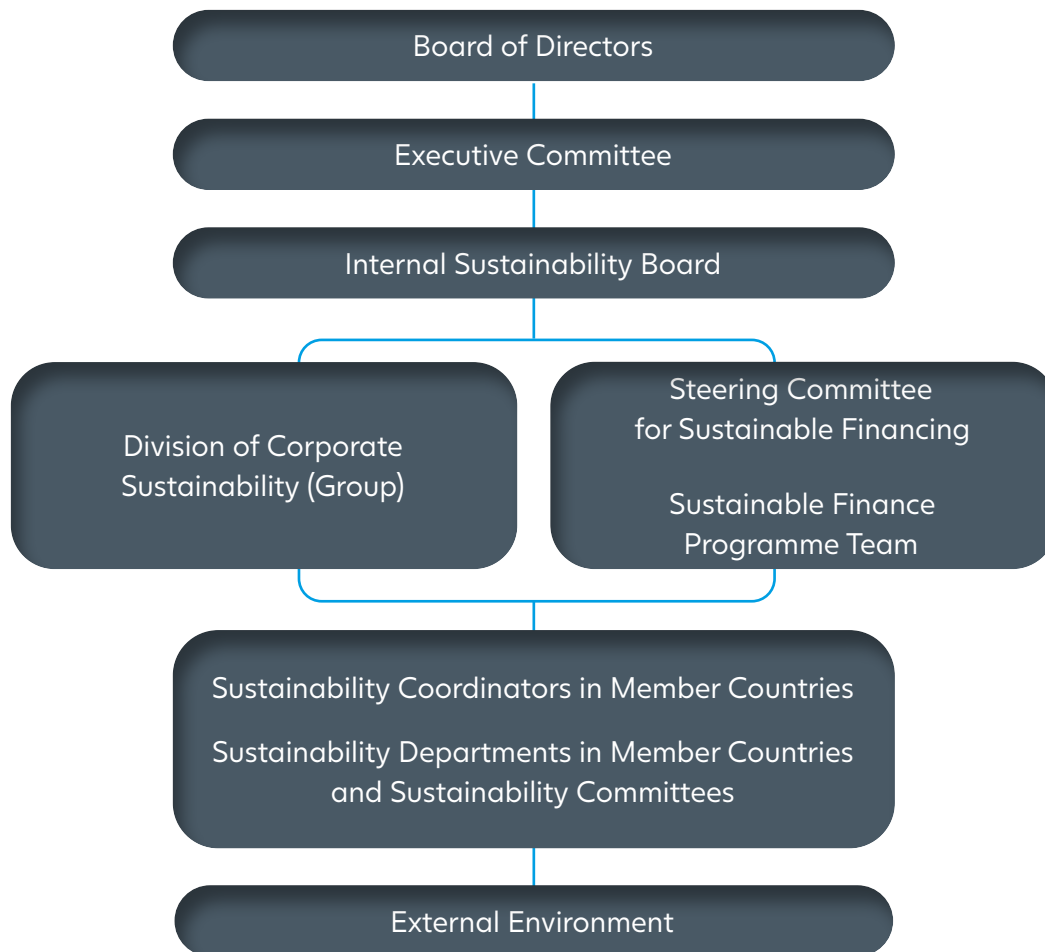 Board of Directors
Executive Committee
Internal Sustainability Board
Division of Corporate
Sustainability (Group)
Steering Committee
for Sustainable Financing
Sustainable Finance
Programme Team
Sustainability Coordinators in Member Countries
Sustainability Departments in Member Countries
and Sustainability Committees
External Environment